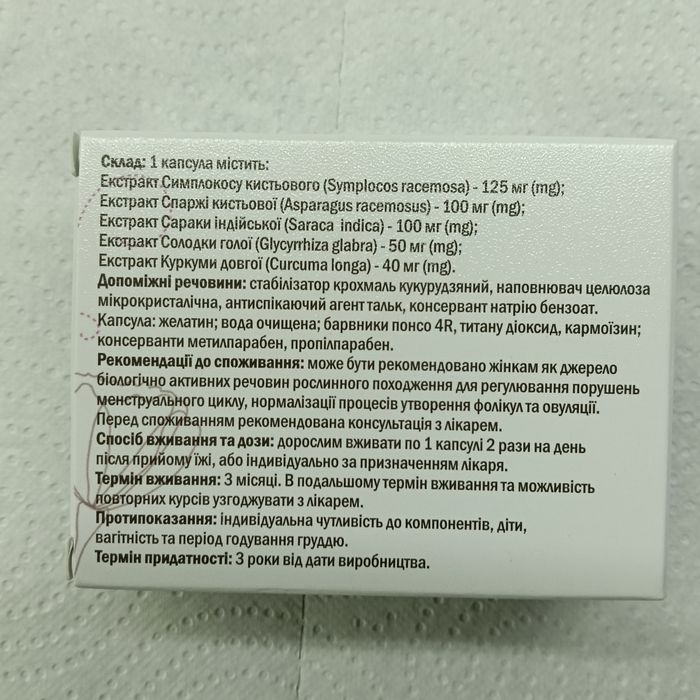 Склад: 1 капсула містить:
Екстракт Симплокосу кистьового (Symplocos racemosa) - 125 мг (mg);
Екстракт Спаржі кистьової (Asparagus racemosus) - 100 мг (mg);
Екстракт Сараки індійської (Saraca indica) - 100 мг (mg);
Екстракт Солодки голої (Glycyrrhiza glabra) - 50 мг (mg);
Екстракт Куркуми довгої (Curcuma longa) - 40 мг (mg).
Допоміжні речовини: стабілізатор крохмаль кукурудзяний, наповнювач целюлоза
мікрокристалічна, антиспікаючий агент тальк, консервант натрію бензоат.
Капсула: желатин; вода очищена; барвники понсо 4R, титану діоксид, кармоїзин;
консерванти метилпарабен, пропілпарабен.
Рекомендації до споживання: може бути рекомендовано жінкам як джерело
біологічно активних речовин рослинного походження для регулювання порушень
менструального циклу, нормалізації процесів утворення фолікул та овуляції.
Перед споживанням рекомендована консультація з лікарем.
Спосіб вживання та дози: дорослим вживати по 1 капсулі 2 рази на день
після прийому їжі, або індивідуально за призначенням лікаря.
Термін вживання: 3 місяці. В подальшому термін вживання та можливість
повторних курсів узгоджувати з лікарем.
Протипоказання: індивідуальна чутливість до компонентів, діти,
вагітність та період годування груддю.
Термін придатності: 3 роки від дати виробництва.